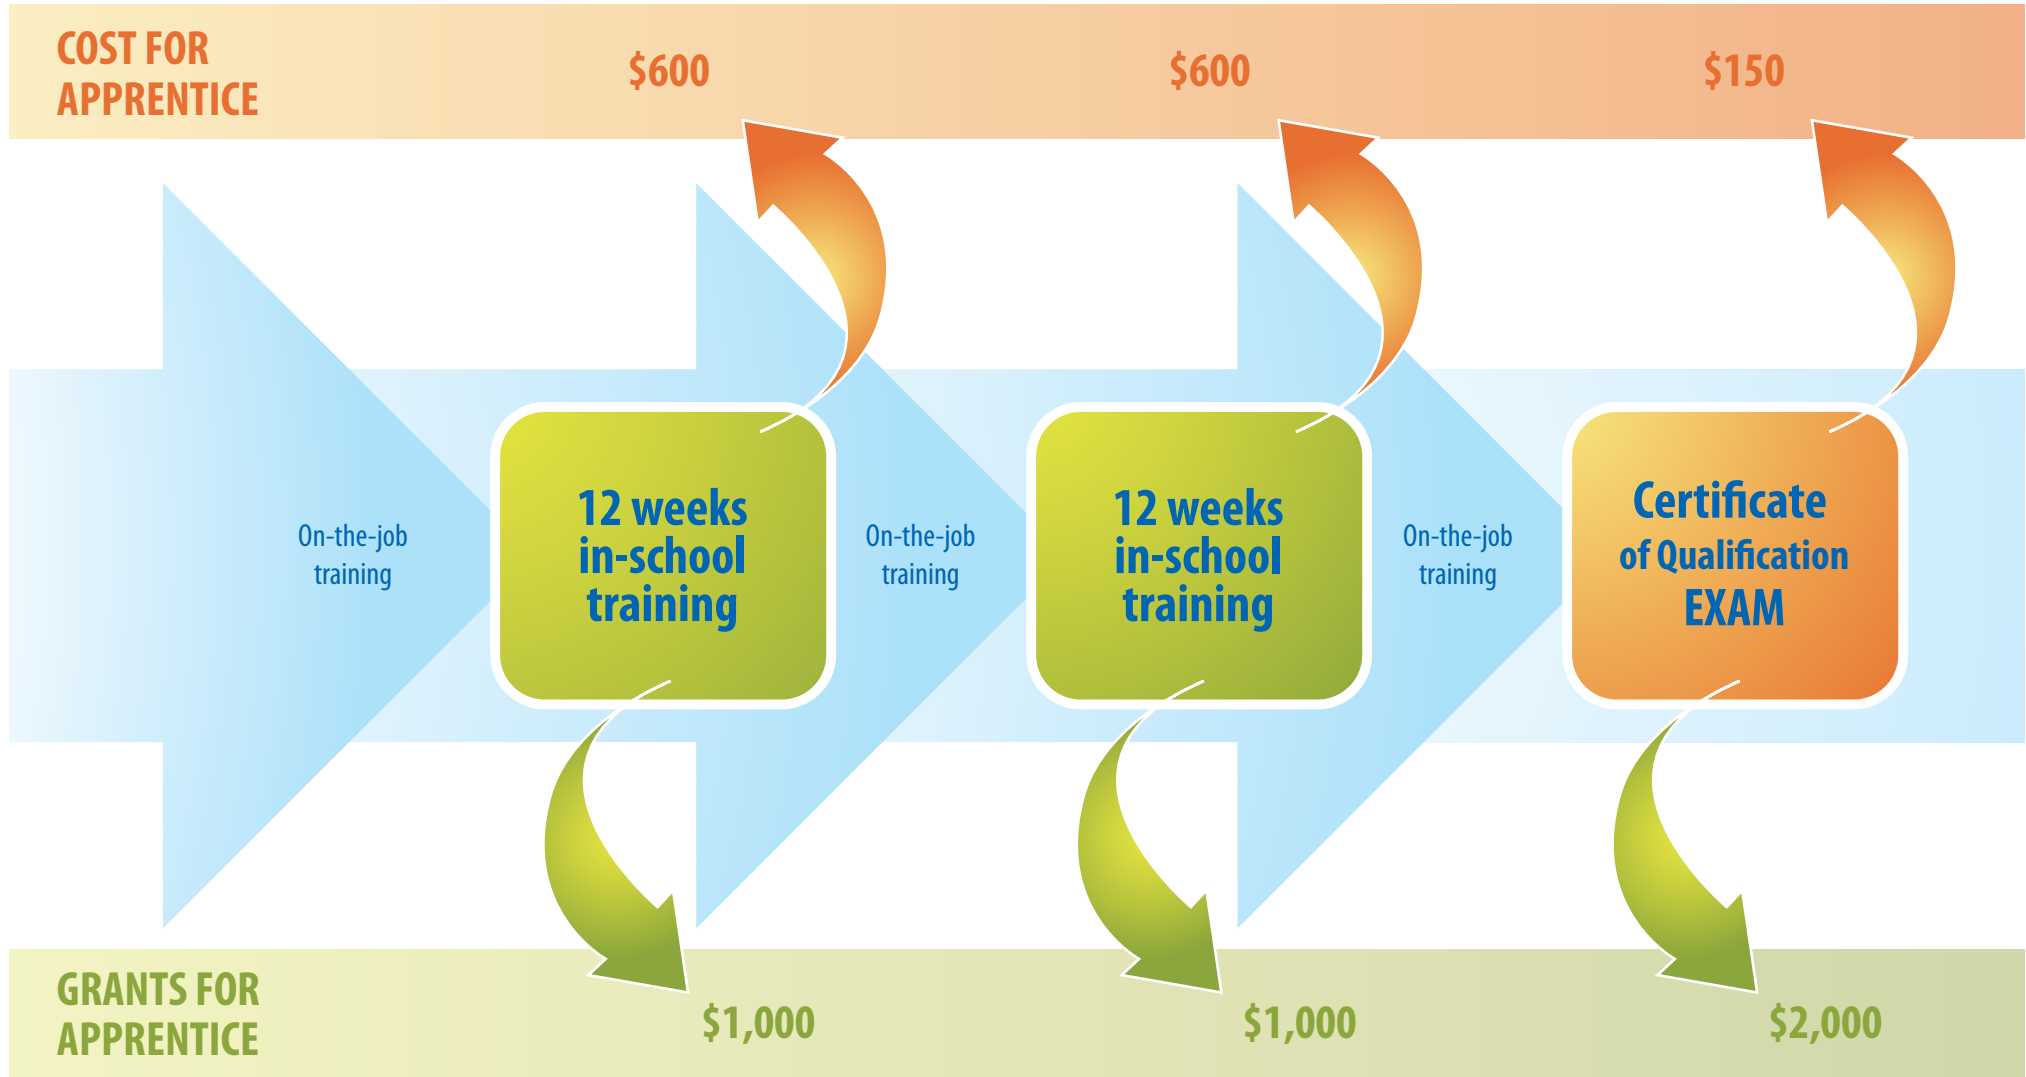 COST FOR
APPRENTICE
$600
$600
$150
On-the-job
training
12 weeks
in-school
training
On-the-job
training
12 weeks
in-school
training
On-the-job
training
Certificate
of Qualification
EXAM
GRANTS FOR
APPRENTICE
$1,000
$1,000
$2,000